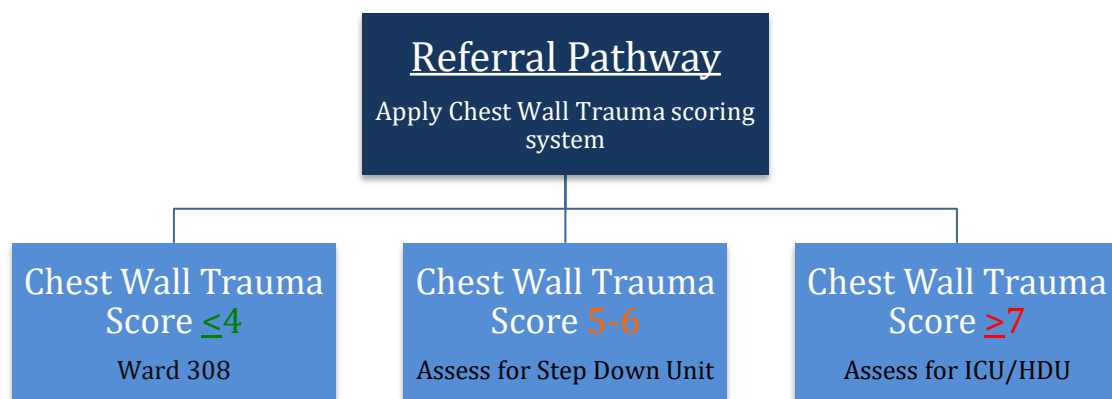 Referral Pathway
Apply Chest Wall Trauma scoring
system
Chest Wall Trauma
Score ≤4
Ward 308
Chest Wall Trauma
Score 5-6
Assess for Step Down Unit
Chest Wall Trauma
Score ≥7
Assess for ICU/HDU